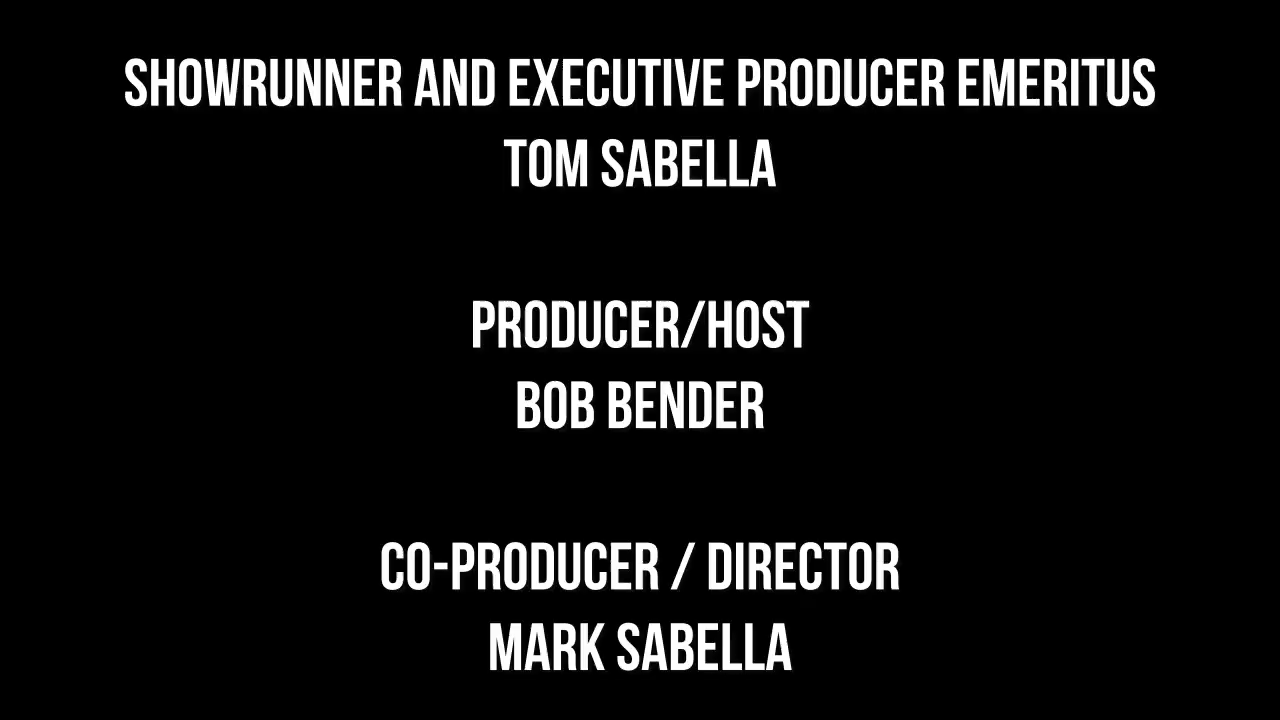 SHOWRUNNER AND EXECUTIVE PRODUCER EMERITUS
TOM SABELLA
PRODUCER/HOST
BOB BENDER
CO-PRODUCER / DIRECTOR
MARK SABELLA